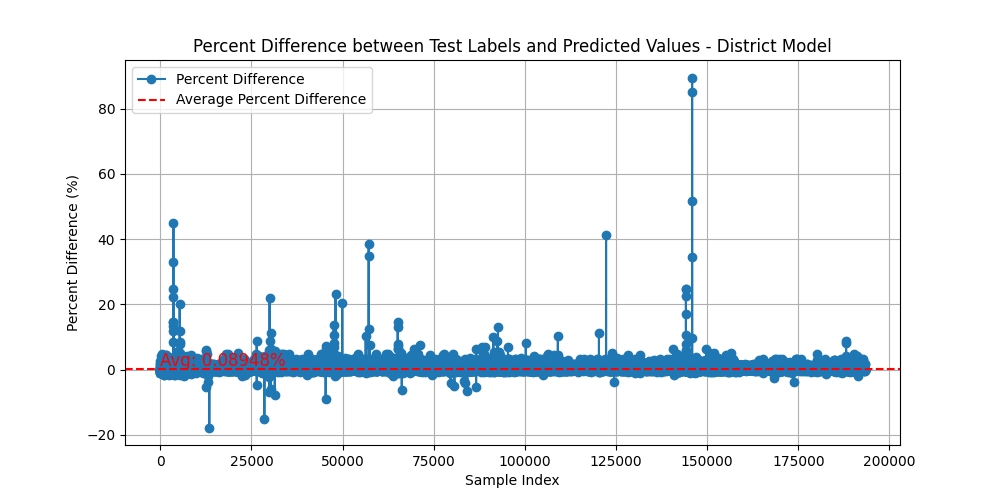 Percent Difference between Test Labels and Predicted Values - District Model
Percent Difference
Average Percent Difference
Percent Difference (%)
80
60
40
20
0
−20
Avg: 0.08948%
0 25000 50000 75000 100000 125000 150000 175000 200000
Sample Index